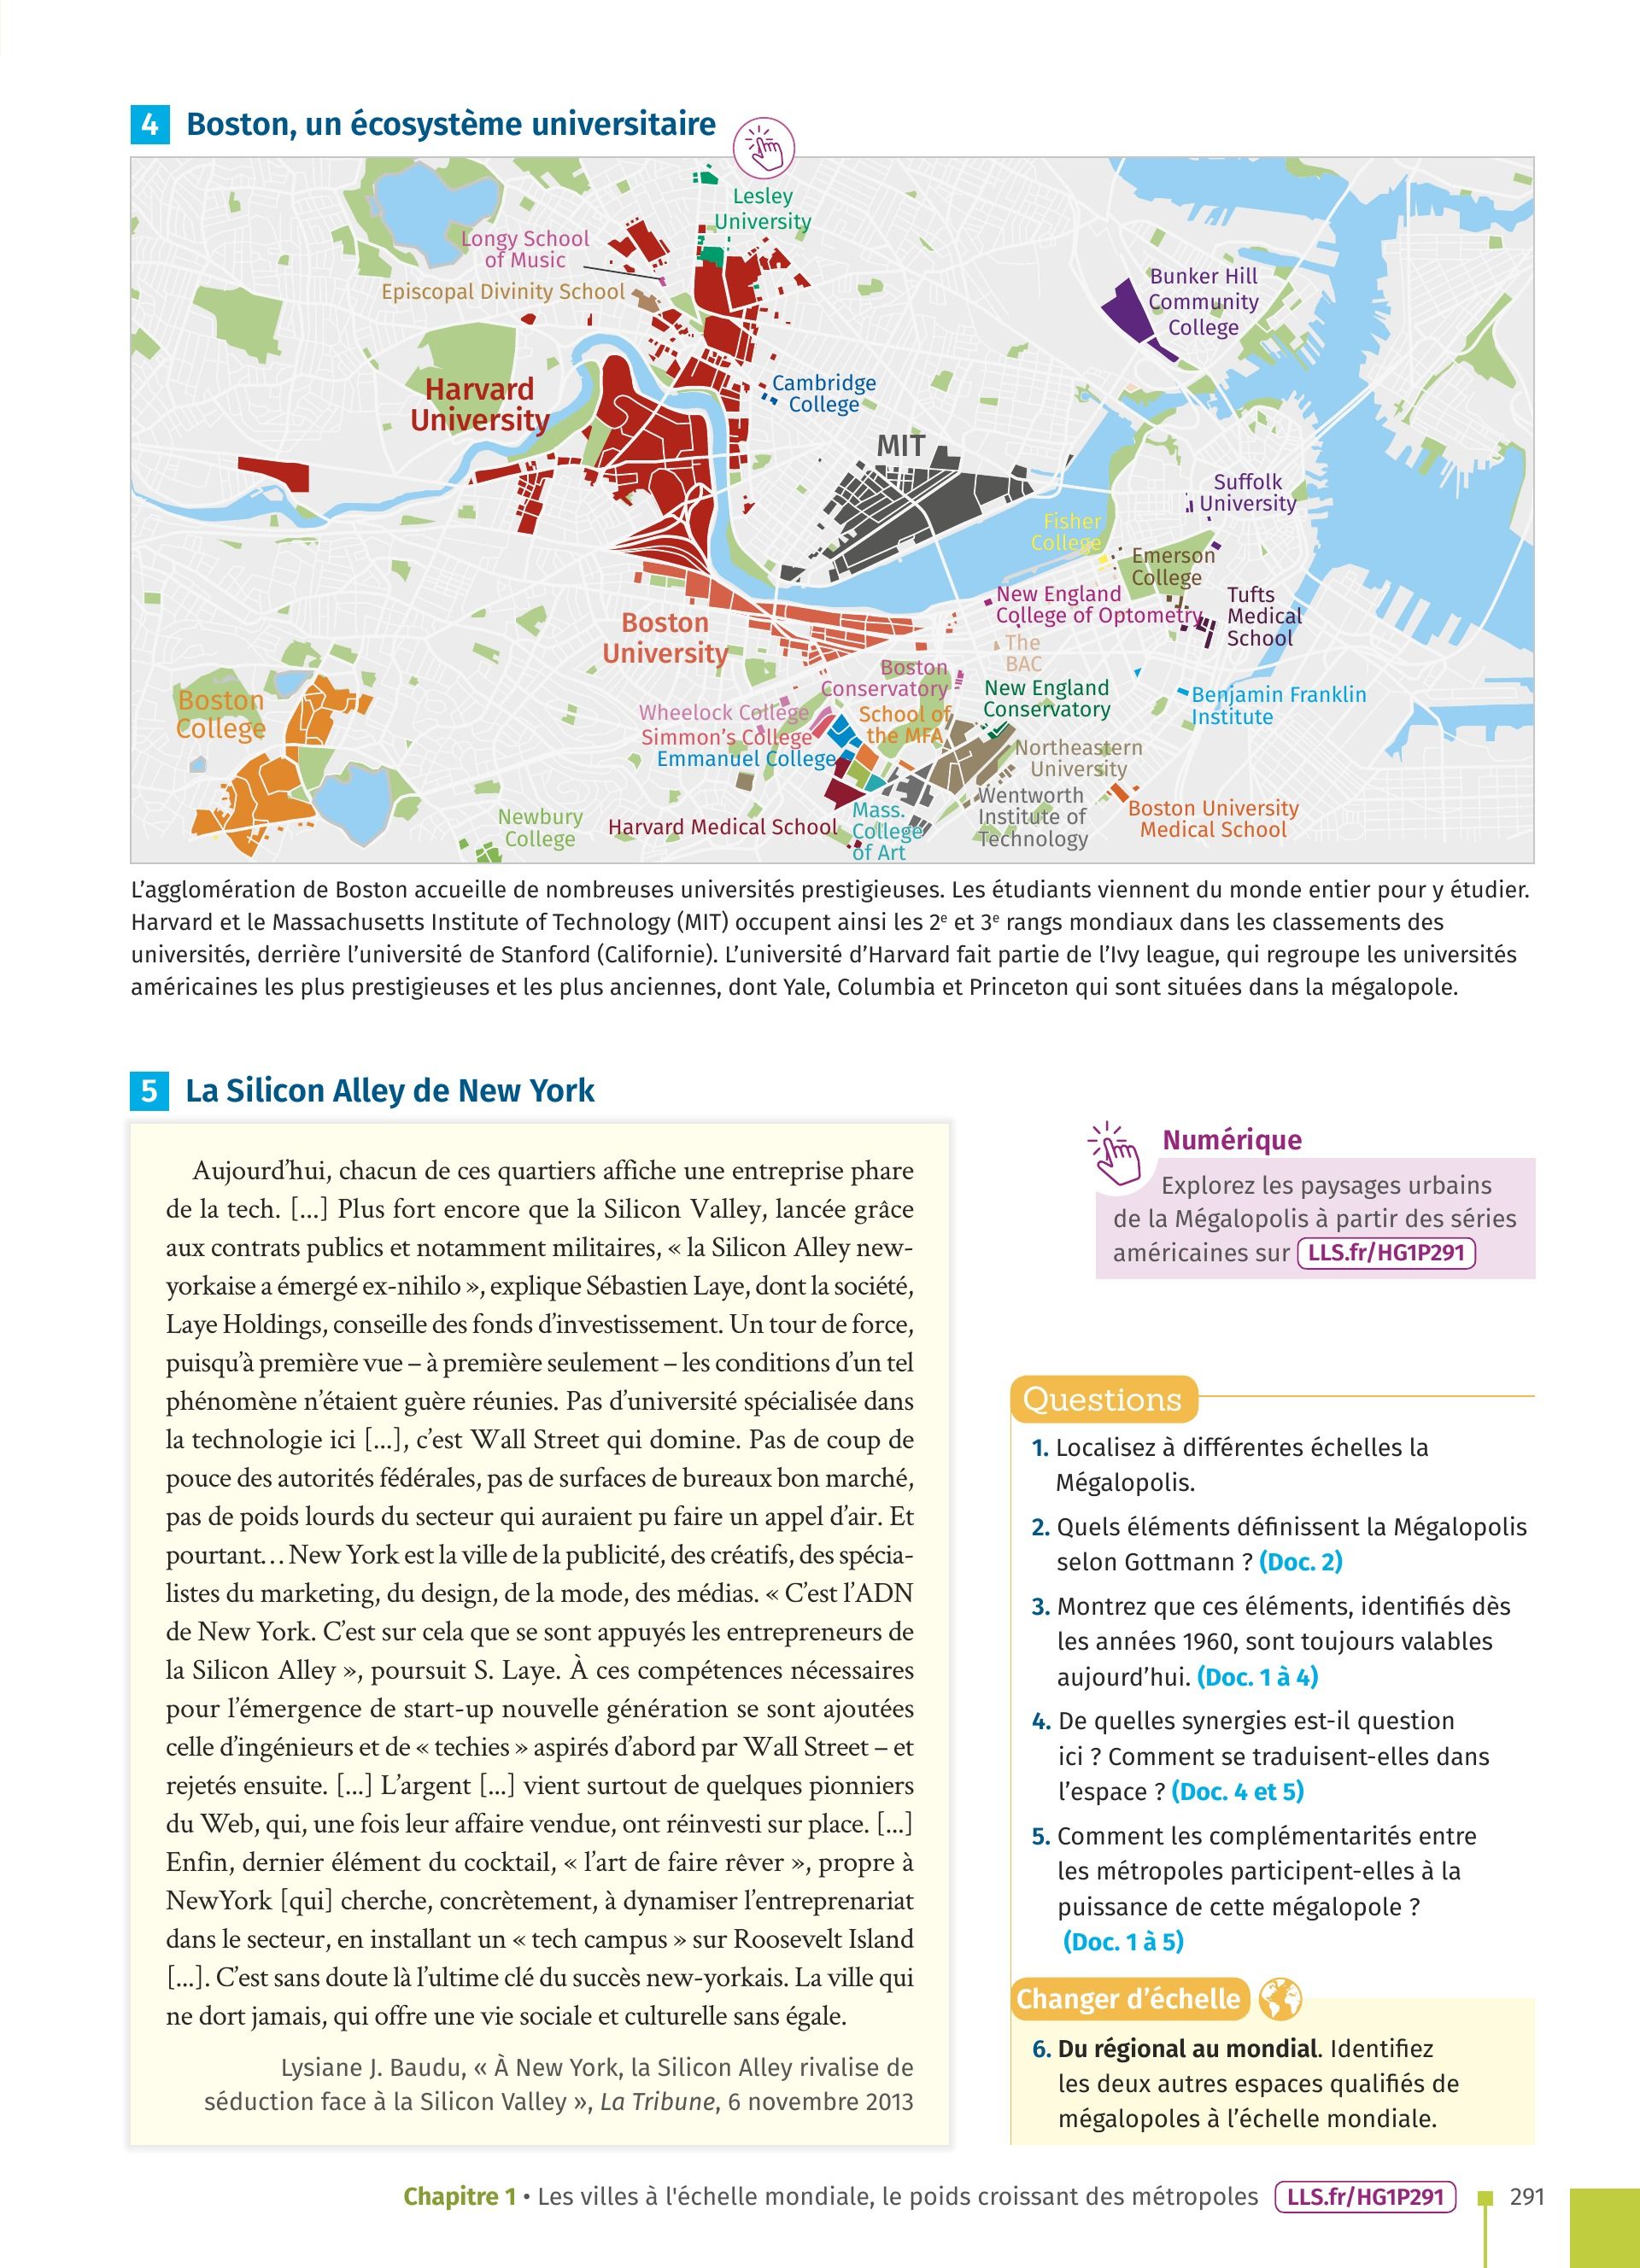 4 Boston, un écosystème universitaire
Lesley
University
Longy School
of Music
Episcopal Divinity School
Bunker Hill
Community
College
Harvard
University
Cambridge
College
MIT
Suffolk
University
Fisher
College
Emerson
College
New England
College of Optometry
Tufts
Medical
School
Boston
University
The
BAC
Boston
Conservatory
New England
Conservatory
Benjamin Franklin
Institute
Boston
College
Wheelock College
School of
the MFA
Simmon's College
Emmanuel College
Northeastern
University
Wentworth
Institute of
Technology
Boston University
Medical School
Newbury
College
Harvard Medical School
Mass.
College
of Art
L'agglomération de Boston accueille de nombreuses universités prestigieuses. Les étudiants viennent du monde entier pour y étudier.
Harvard et le Massachusetts Institute of Technology (MIT) occupent ainsi les 2e et 3e rangs mondiaux dans les classements des
universités, derrière l'université de Stanford (Californie). L'université d'Harvard fait partie de l'Ivy league, qui regroupe les universités
américaines les plus prestigieuses et les plus anciennes, dont Yale, Columbia et Princeton qui sont situées dans la mégalopole.
5 La Silicon Alley de New York
Aujourd'hui, chacun de ces quartiers affiche une entreprise phare
de la tech. [...] Plus fort encore que la Silicon Valley, lancée grâce
aux contrats publics et notamment militaires, « la Silicon Alley new-
yorkaise a émergé ex-nihilo », explique Sébastien Laye, dont la société,
Laye Holdings, conseille des fonds d'investissement. Un tour de force,
puisqu'à première vue – à première seulement – les conditions d'un tel
phénomène n'étaient guère réunies. Pas d'université spécialisée dans
la technologie ici [...], c'est Wall Street qui domine. Pas de coup de
pouce des autorités fédérales, pas de surfaces de bureaux bon marché,
pas de poids lourds du secteur qui auraient pu faire un appel d'air. Et
pourtant… New York est la ville de la publicité, des créatifs, des spécia-
listes du marketing, du design, de la mode, des médias. « C'est l'ADN
de New York. C'est sur cela que se sont appuyés les entrepreneurs de
la Silicon Alley », poursuit S. Laye. À ces compétences nécessaires
pour l'émergence de start-up nouvelle génération se sont ajoutées
celle d'ingénieurs et de « techies » aspirés d'abord par Wall Street – et
rejetés ensuite. [...] L'argent [...] vient surtout de quelques pionniers
du Web, qui, une fois leur affaire vendue, ont réinvesti sur place. [...]
Enfin, dernier élément du cocktail, « l'art de faire rêver », propre à
NewYork [qui] cherche, concrètement, à dynamiser l'entreprenariat
dans le secteur, en installant un « tech campus » sur Roosevelt Island
[...]. C'est sans doute là l'ultime clé du succès new-yorkais. La ville qui
ne dort jamais, qui offre une vie sociale et culturelle sans égale.
Lysiane J. Baudu, « À New York, la Silicon Alley rivalise de
séduction face à la Silicon Valley », La Tribune, 6 novembre 2013
Numérique
Explorez les paysages urbains
de la Mégalopolis à partir des séries
américaines sur LLS.fr/HG1P291
Questions
1. Localisez à différentes échelles la
Mégalopolis.
2. Quels éléments définissent la Mégalopolis
selon Gottmann ? (Doc. 2)
3. Montrez que ces éléments, identifiés dès
les années 1960, sont toujours valables
aujourd'hui. (Doc. 1 à 4)
4. De quelles synergies est-il question
ici ? Comment se traduisent-elles dans
l'espace ? (Doc. 4 et 5)
5. Comment les complémentarités entre
les métropoles participent-elles à la
puissance de cette mégalopole ?
(Doc. 1 à 5)
Changer d'échelle
6. Du régional au mondial. Identifiez
les deux autres espaces qualifiés de
mégalopoles à l'échelle mondiale.
Chapitre 1 • Les villes à l'échelle mondiale, le poids croissant des métropoles LLS.fr/HG1P291 291